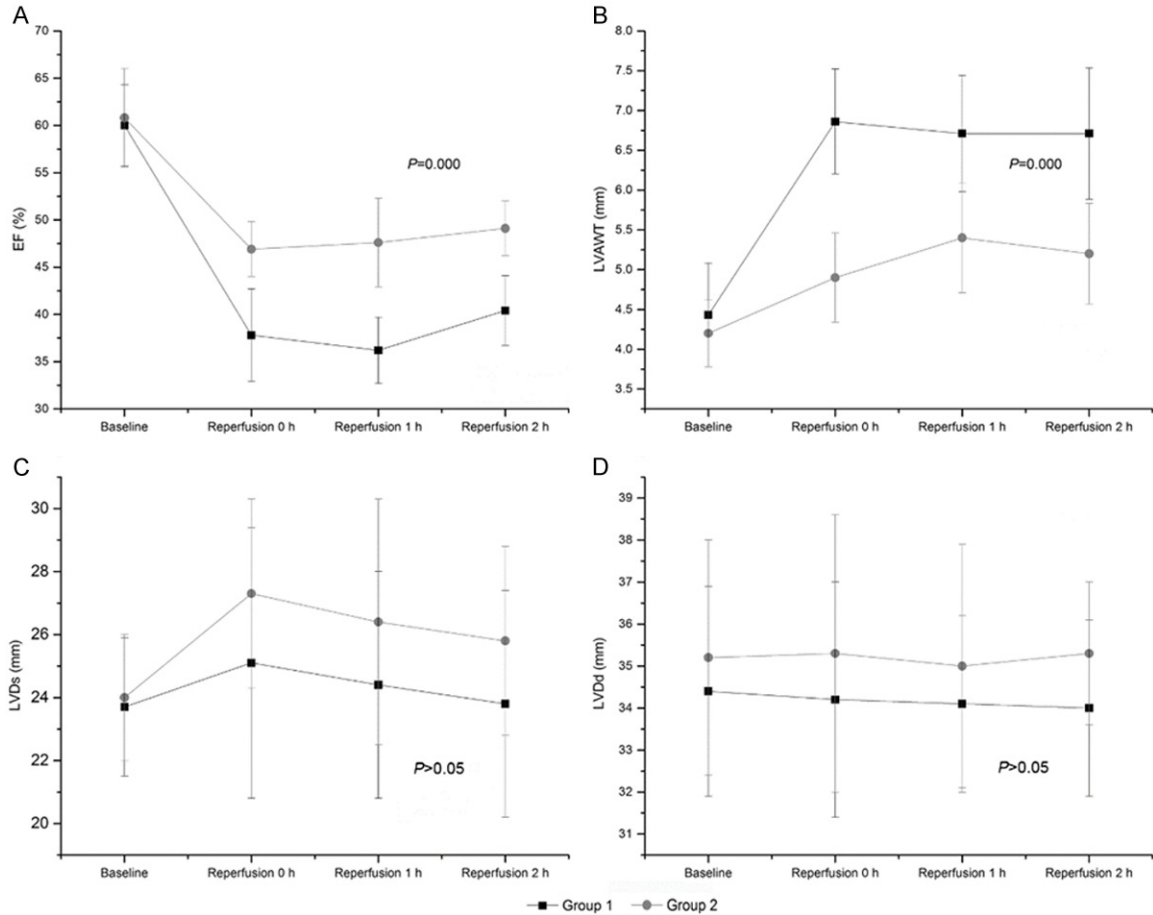 A
70
65
60
55
50
45
40
35
30
EF (%)
P=0.000
Baseline Reperfusion 0 h Reperfusion 1 h Reperfusion 2 h
B
8.0
7.5
7.0
6.5
6.0
5.5
5.0
4.5
4.0
3.5
LVAWT (mm)
P=0.000
Baseline Reperfusion 0 h Reperfusion 1 h Reperfusion 2 h
C
30
28
26
24
22
20
LVDs (mm)
P>0.05
Baseline Reperfusion 0 h Reperfusion 1 h Reperfusion 2 h
D
39
38
37
36
35
34
33
32
31
LVDd (mm)
P>0.05
Baseline Reperfusion 0 h Reperfusion 1 h Reperfusion 2 h
Group 1 Group 2